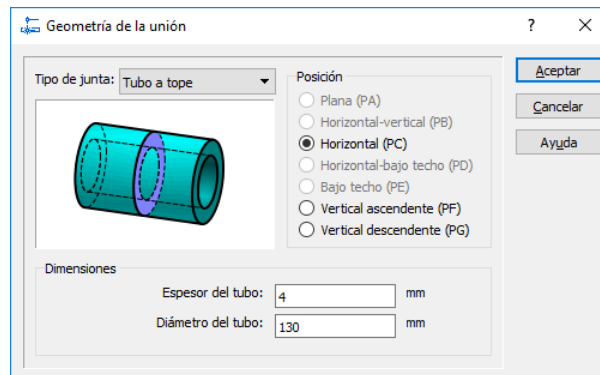 Geometría de la unión
?
Tipo de junta: Tubo a tope
Posición
Plana (PA)
Horizontal-vertical (PB)
Horizontal (PC)
Horizontal-bajo techo (PD)
Bajo techo (PE)
Vertical ascendente (PF)
Vertical descendente (PG)
Aceptar
Cancelar
Ayuda
Dimensiones
Espesor del tubo: 4 mm
Diámetro del tubo: 130 mm